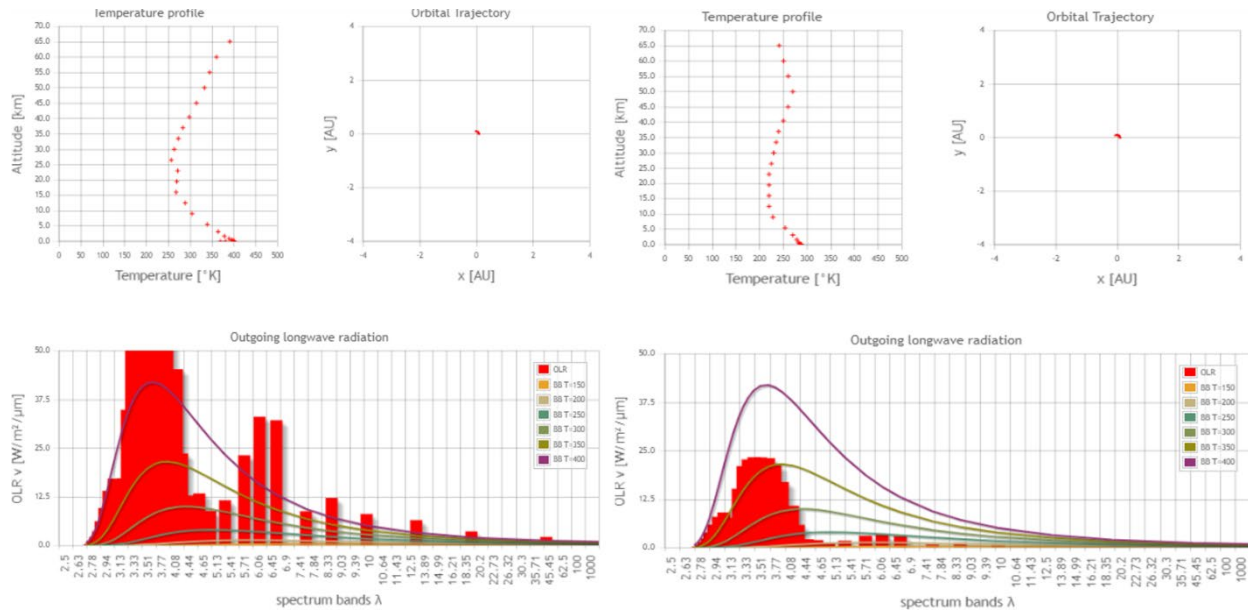 Temperature profile
Altitude [km]
70.0
65.0
60.0
55.0
50.0
45.0
40.0
35.0
30.0
25.0
20.0
15.0
10.0
5.0
0.0
0 50 100 150 200 250 300 350 400 450 500
Temperature [°K]
Orbital Trajectory
y [AU]
4
2
0
-2
-4
-4 -2 0 2 4
x [AU]
Temperature profile
Altitude [km]
70.0
65.0
60.0
55.0
50.0
45.0
40.0
35.0
30.0
25.0
20.0
15.0
10.0
5.0
0.0
0 50 100 150 200 250 300 350 400 450 500
Temperature [°K]
Orbital Trajectory
y [AU]
4
2
0
-2
-4
-4 -2 0 2 4
x [AU]
Outgoing longwave radiation
OLR v [W/m²/µm]
50.0
37.5
25.0
12.5
0.0
OLR
BB T=150
BB T=200
BB T=250
BB T=300
BB T=350
BB T=400
2.5 2.63 2.78 2.94 3.13 3.33 3.51 3.77 4.08 4.44 4.65 5.13 5.41 5.71 6.06 6.45 6.9 7.41 7.84 8.33 9.03 9.39 10 10.64 11.43 12.5 13.89 14.99 16.21 18.35 20.2 22.73 26.32 30.3 35.71 45.45 62.5 100 1000
spectrum bands λ
Outgoing longwave radiation
OLR v [W/m²/µm]
50.0
37.5
25.0
12.5
0.0
OLR
BB T=150
BB T=200
BB T=250
BB T=300
BB T=350
BB T=400
2.5 2.63 2.78 2.94 3.13 3.33 3.51 3.77 4.08 4.44 4.65 5.13 5.41 5.71 6.06 6.45 6.9 7.41 7.84 8.33 9.03 9.39 10 10.64 11.43 12.5 13.89 14.99 16.21 18.35 20.2 22.73 26.32 30.3 35.71 45.45 62.5 100 1000
spectrum bands λ